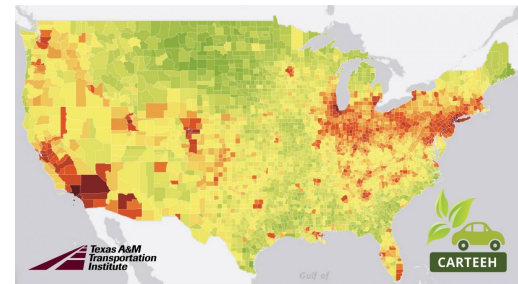 Texas A&M
Transportation
Institute
Gulf of
CARTEEH